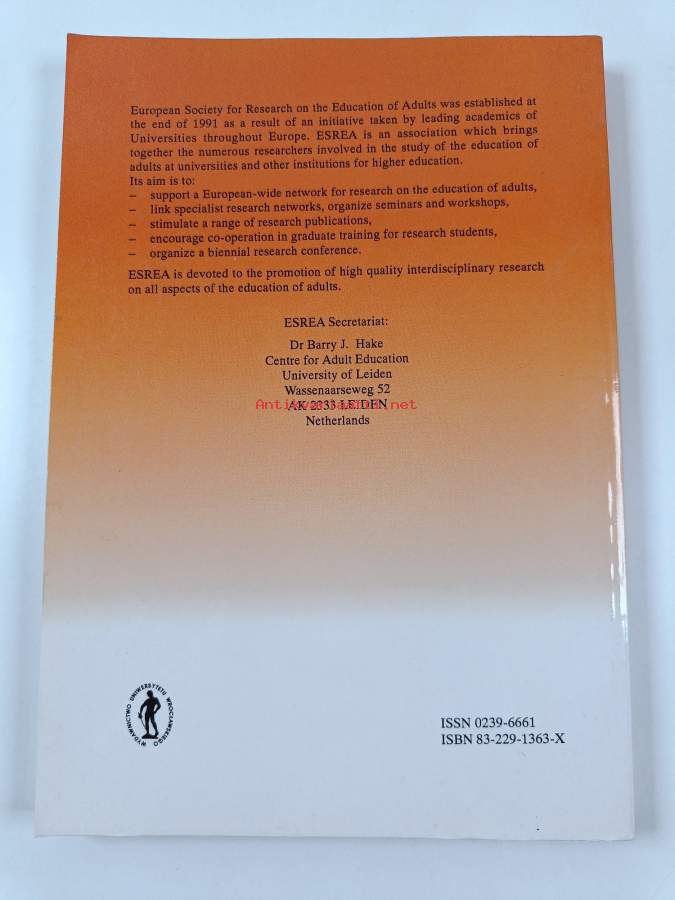 European Society for Research on the Education of Adults was established at
the end of 1991 as a result of an initiative taken by leading academics of
Universities throughout Europe. ESREA is an association which brings
together the numerous researchers involved in the study of the education of
adults at universities and other institutions for higher education.
Its aim is to:
– support a European-wide network for research on the education of adults,
– link specialist research networks, organize seminars and workshops,
– stimulate a range of research publications,
– encourage co-operation in graduate training for research students,
– organize a biennial research conference.
ESREA is devoted to the promotion of high quality interdisciplinary research
on all aspects of the education of adults.
ESREA Secretariat:
Dr Barry J. Hake
Centre for Adult Education
University of Leiden
Wassenaarseweg 52
AK 2333 LEIDEN
Antikvariaatti.net
Netherlands
WYDAWNICTWO UNIWERSYTETU WROCŁAWSKIEGO
ISSN 0239-6661
ISBN 83-229-1363-X